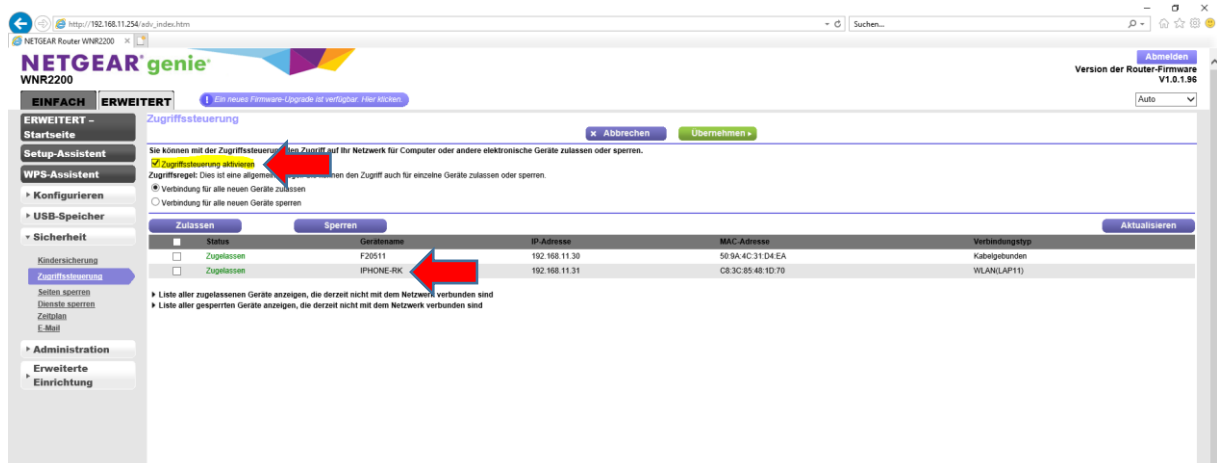 http://192.168.11.254/adv_index.htm
Suchen...
NETGEAR Router WNR2200
NETGEAR genie
WNR2200
Abmelden
Version der Router-Firmware
V1.0.1.96
EINFACH
ERWEITERT
Ein neues Firmware-Upgrade ist verfügbar. Hier klicken.
Auto
ERWEITERT –
Startseite
Setup-Assistent
WPS-Assistent
Konfigurieren
USB-Speicher
Sicherheit
Kindersicherung
Zugriffssteuerung
Seiten sperren
Dienste sperren
Zeitplan
E-Mail
Administration
Erweiterte
Einrichtung
Zugriffssteuerung
x Abbrechen
Übernehmen
Sie können mit der Zugriffssteuerung den Zugriff auf Ihr Netzwerk für Computer oder andere elektronische Geräte zulassen oder sperren.
Zugriffssteuerung aktivieren
Zugriffsregel: Dies ist eine allgemeine den Zugriff auch für einzelne Geräte zulassen oder sperren.
Verbindung für alle neuen Geräte zulassen
Verbindung für alle neuen Geräte sperren
Zulassen
Sperren
Aktualisieren
Status Gerätename IP-Adresse MAC-Adresse Verbindungstyp
Zugelassen F20511 192.168.11.30 50:9A:4C:31:D4:EA Kabelgebunden
Zugelassen IPHONE-RK 192.168.11.31 C8:3C:85:48:1D:70 WLAN(LAP11)
Liste aller zugelassenen Geräte anzeigen, die derzeit nicht mit dem Netzwerk verbunden sind
Liste aller gesperrten Geräte anzeigen, die derzeit nicht mit dem Netzwerk verbunden sind